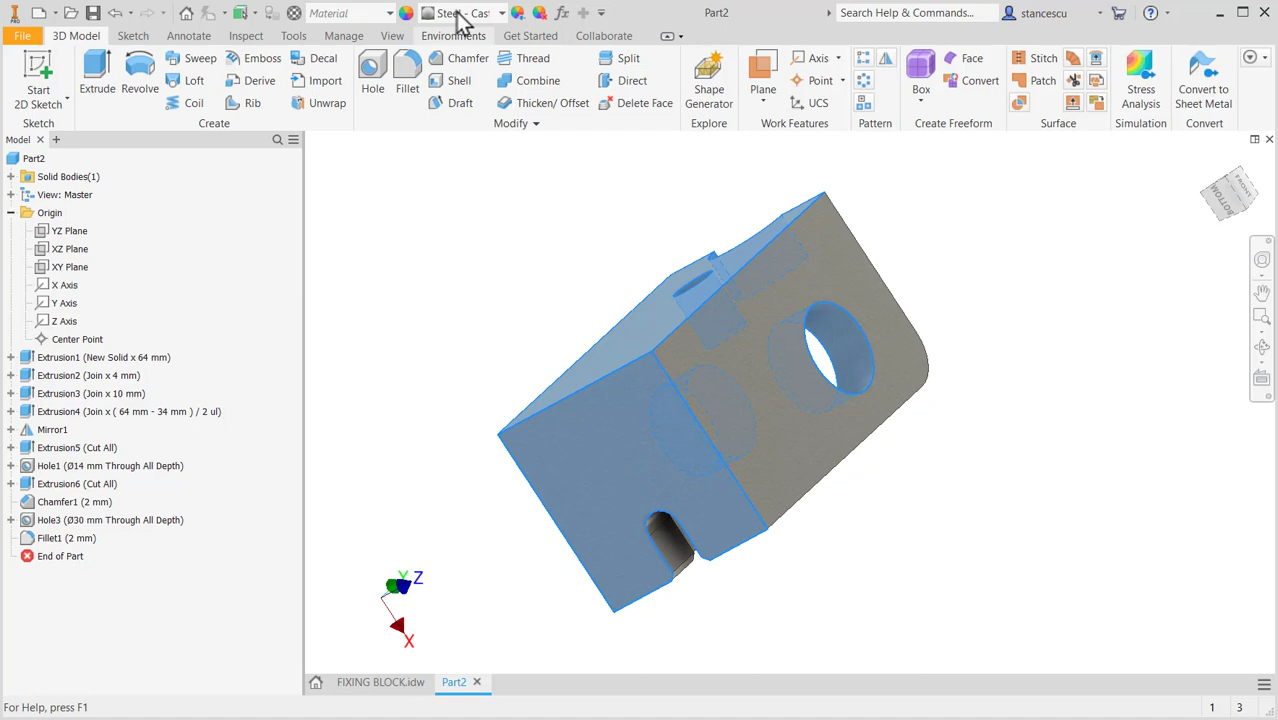 PRO
Material
Steel - Cas
fx
Part2
Search Help & Commands...
stancescu
File
3D Model
Sketch
Annotate
Inspect
Tools
Manage
View
Environments
Get Started
Collaborate
Start
2D Sketch
Extrude
Revolve
Sweep
Emboss
Decal
Loft
Derive
Import
Coil
Rib
Unwrap
Hole
Fillet
Chamfer
Thread
Split
Shell
Combine
Direct
Draft
Thicken/ Offset
Delete Face
Shape
Generator
Plane
Axis
Point
UCS
Box
Face
Convert
Stitch
Patch
Stress
Analysis
Convert to
Sheet Metal
Sketch
Create
Modify
Explore
Work Features
Pattern
Create Freeform
Surface
Simulation
Convert
Model
Part2
Solid Bodies(1)
View: Master
Origin
YZ Plane
XZ Plane
XY Plane
X Axis
Y Axis
Z Axis
Center Point
Extrusion1 (New Solid x 64 mm)
Extrusion2 (Join x 4 mm)
Extrusion3 (Join x 10 mm)
Extrusion4 (Join x ( 64 mm - 34 mm ) / 2 ul)
Mirror1
Extrusion5 (Cut All)
Hole1 (Ø14 mm Through All Depth)
Extrusion6 (Cut All)
Chamfer1 (2 mm)
Hole3 (Ø30 mm Through All Depth)
Fillet1 (2 mm)
End of Part
FRONT
BOTTOM
Y
Z
X
FIXING BLOCK.idw
Part2
For Help, press F1
1
3